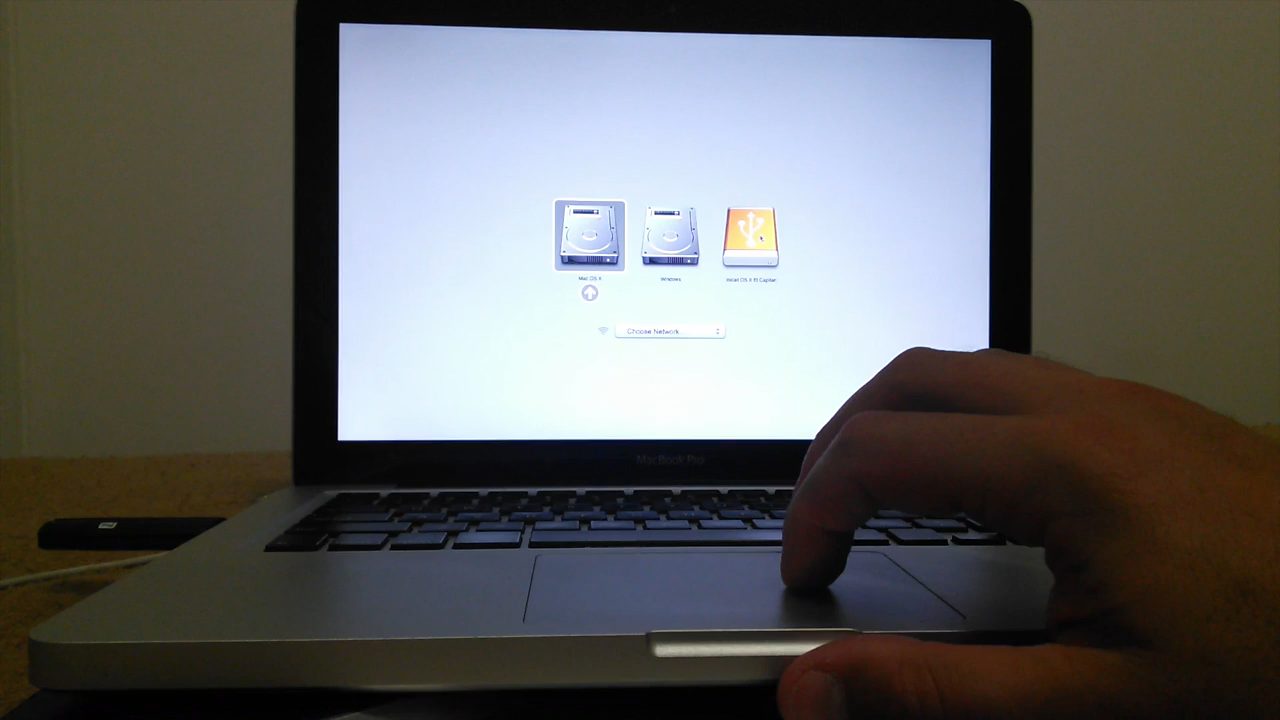 Mac OS X
Windows
Install OS X El Capitan
Choose Network...
MacBook Pro